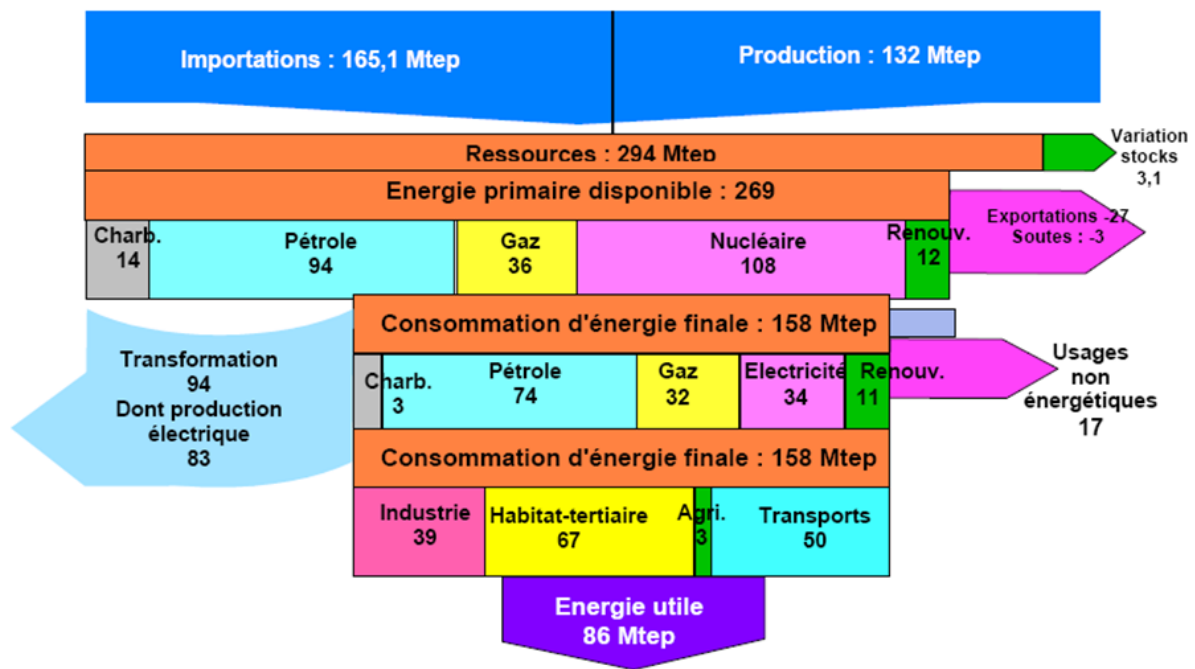 Importations : 165,1 Mtep
Production : 132 Mtep
Ressources : 294 Mtep
Variation
stocks
3,1
Energie primaire disponible : 269
Exportations -27
Soutes : -3
Charb.
14
Pétrole
94
Gaz
36
Nucléaire
108
Renouv.
12
Consommation d'énergie finale : 158 Mtep
Transformation
94
Dont production
électrique
83
Charb.
3
Pétrole
74
Gaz
32
Electricité
34
Renouv.
11
Usages
non
énergétiques
17
Consommation d'énergie finale : 158 Mtep
Industrie
39
Habitat-tertiaire
67
Agri.
3
Transports
50
Energie utile
86 Mtep